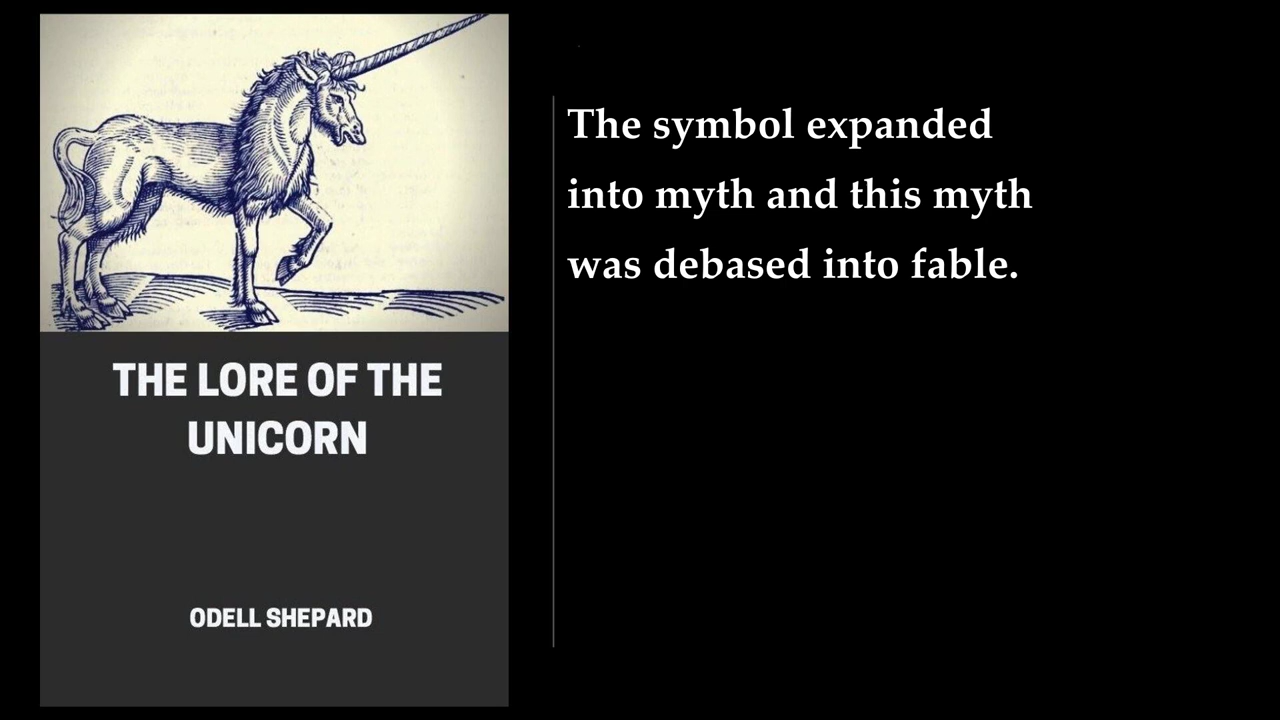 THE LORE OF THE
UNICORN
ODELL SHEPARD
The symbol expanded
into myth and this myth
was debased into fable.